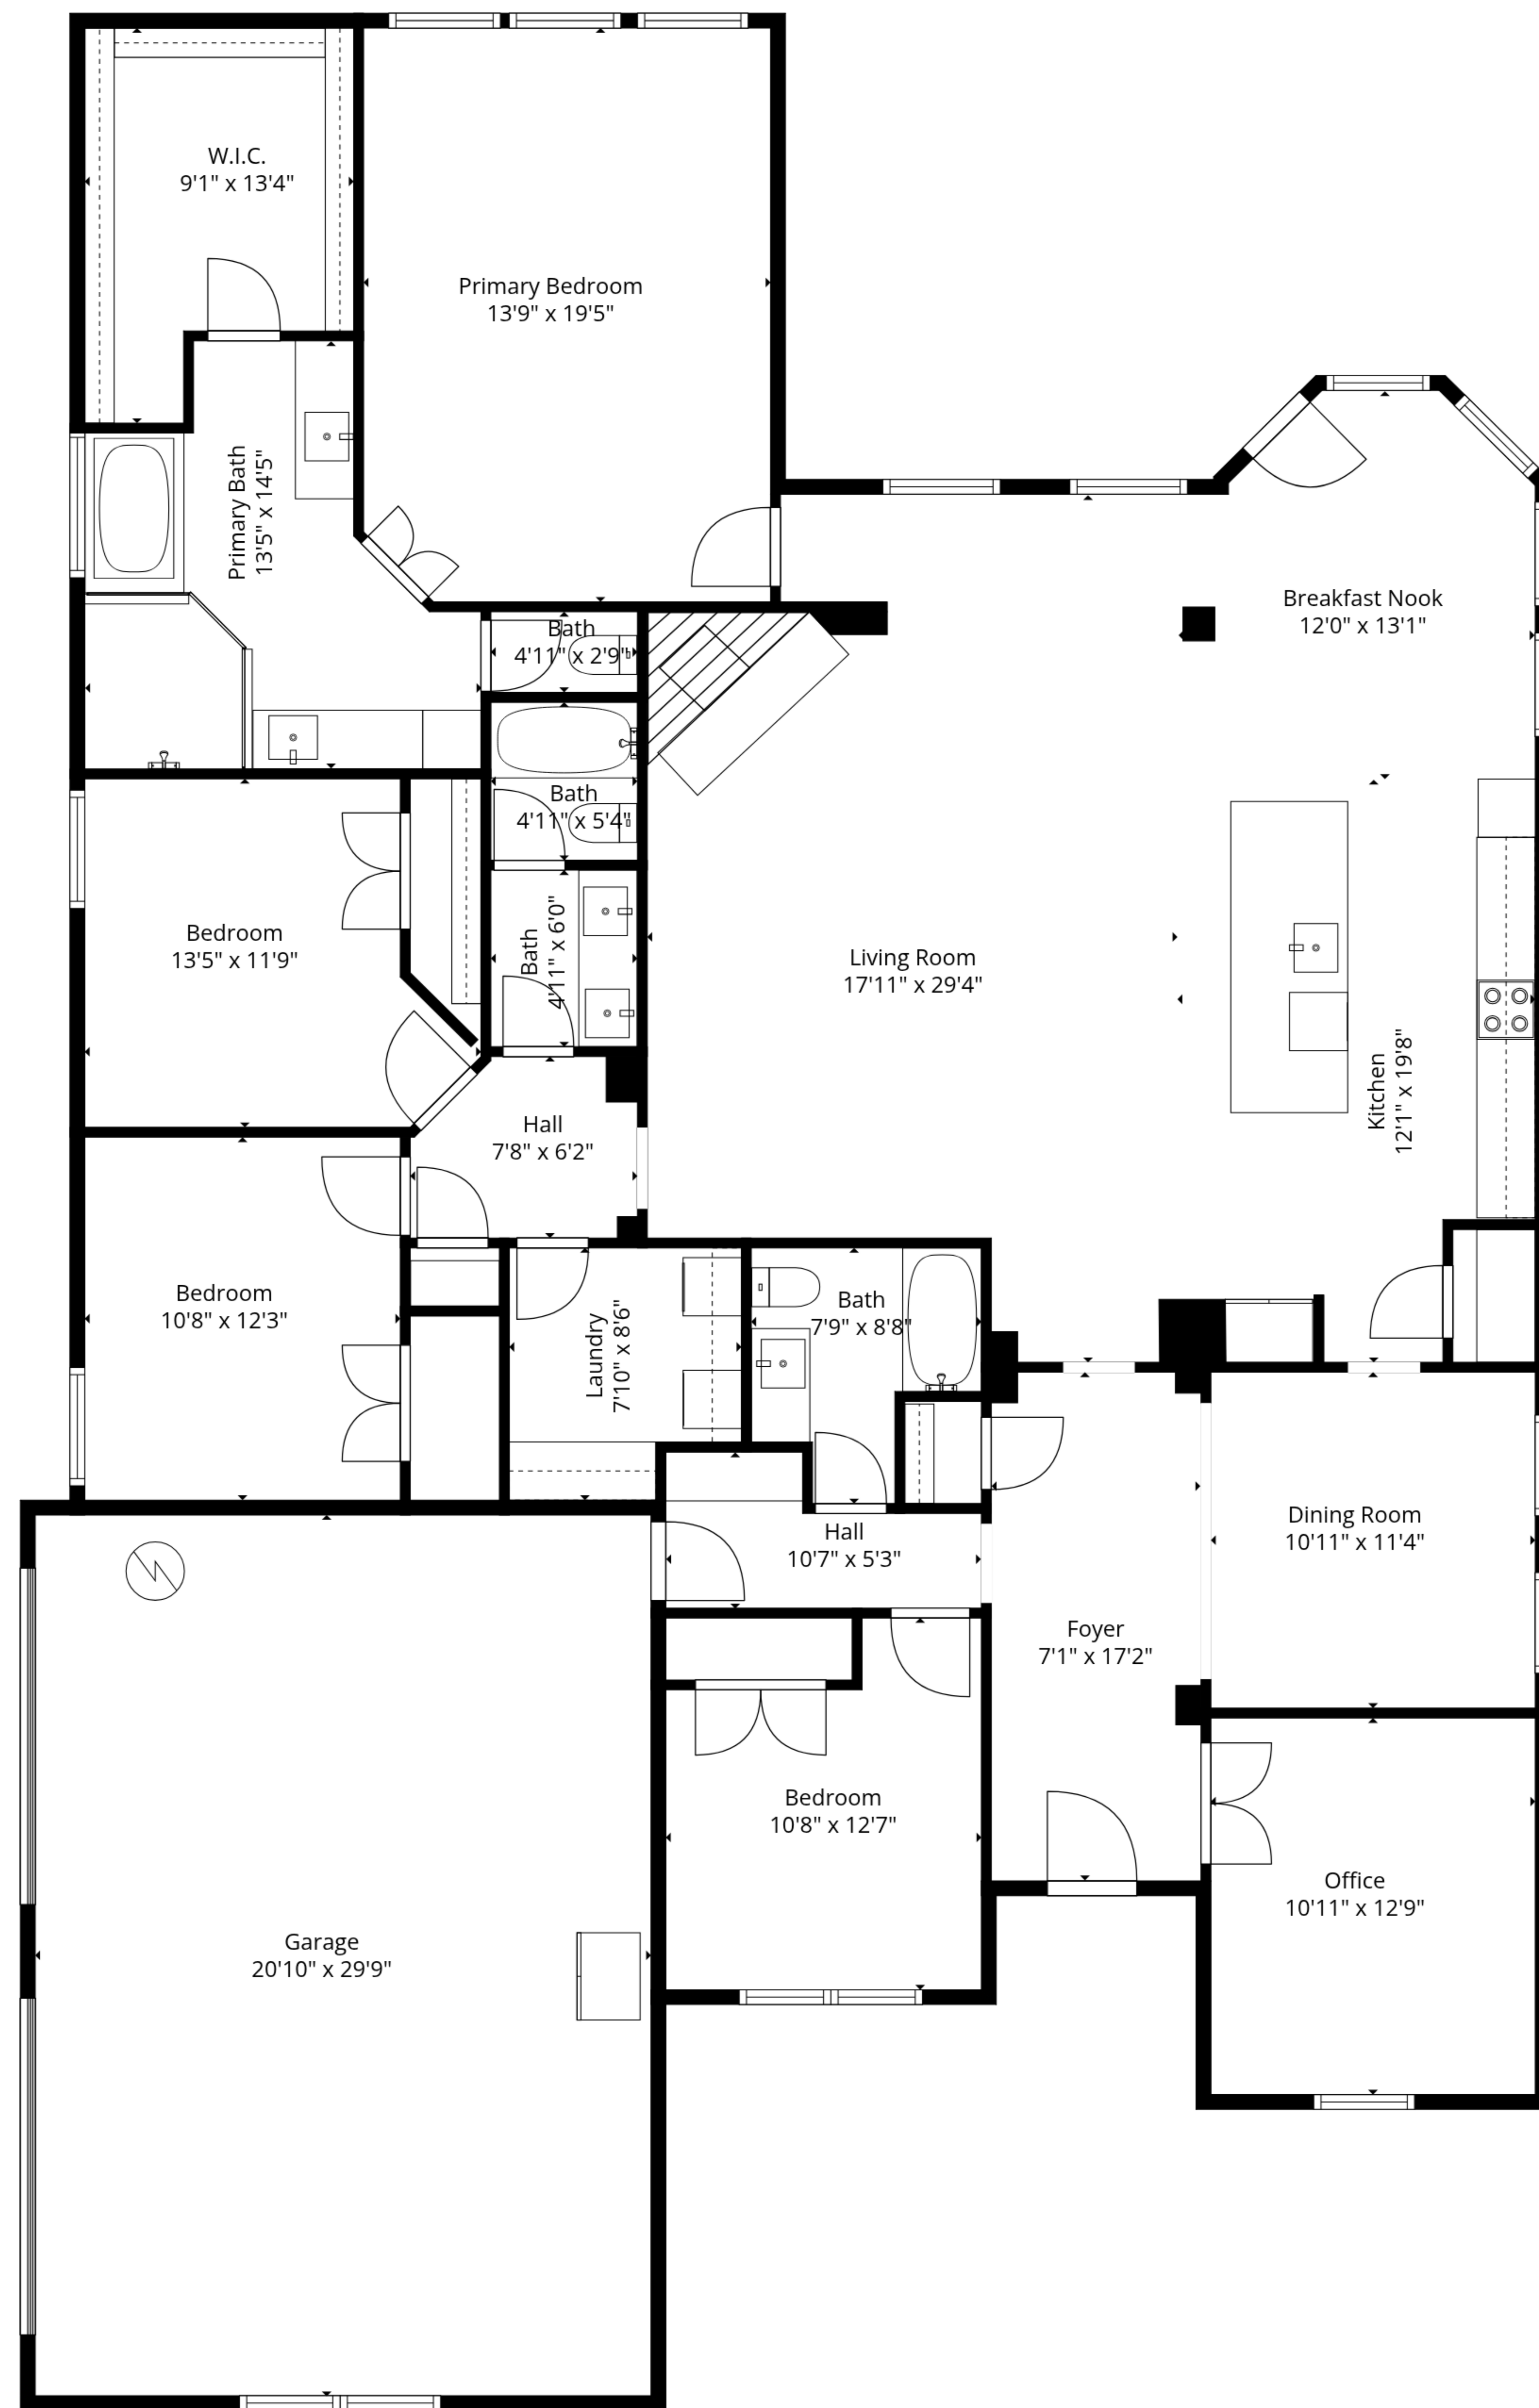 W.I.C.
9'1" x 13'4"
Primary Bedroom
13'9" x 19'5"
Primary Bath
13'5" x 14'5"
Breakfast Nook
12'0" x 13'1"
Bath
4'11" x 2'9"
Bath
4'11" x 5'4"
Bedroom
13'5" x 11'9"
Bath
4'11" x 6'0"
Living Room
17'11" x 29'4"
Kitchen
12'1" x 19'8"
Hall
7'8" x 6'2"
Bedroom
10'8" x 12'3"
Laundry
7'10" x 8'6"
Bath
7'9" x 8'8"
Hall
10'7" x 5'3"
Dining Room
10'11" x 11'4"
Foyer
7'1" x 17'2"
Bedroom
10'8" x 12'7"
Office
10'11" x 12'9"
Garage
20'10" x 29'9"